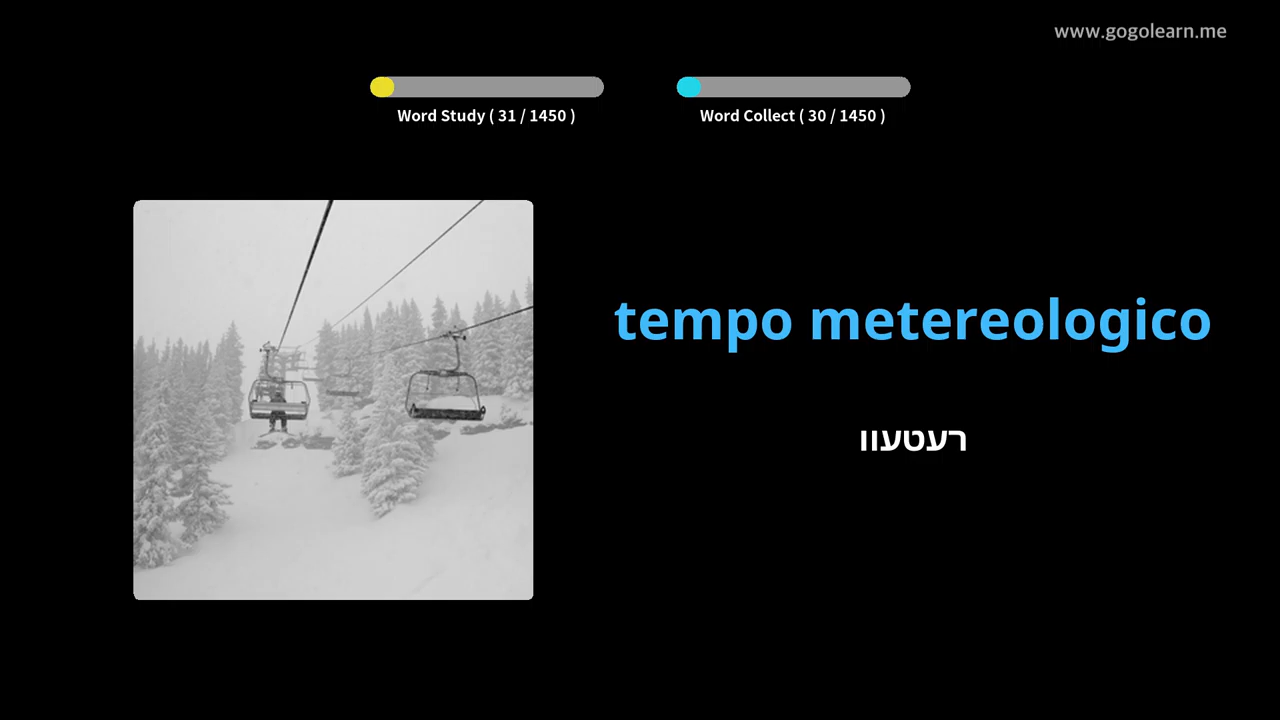 www.gogolearn.me
Word Study ( 31 / 1450 )
Word Collect ( 30 / 1450 )
tempo metereologico
רעטעוו